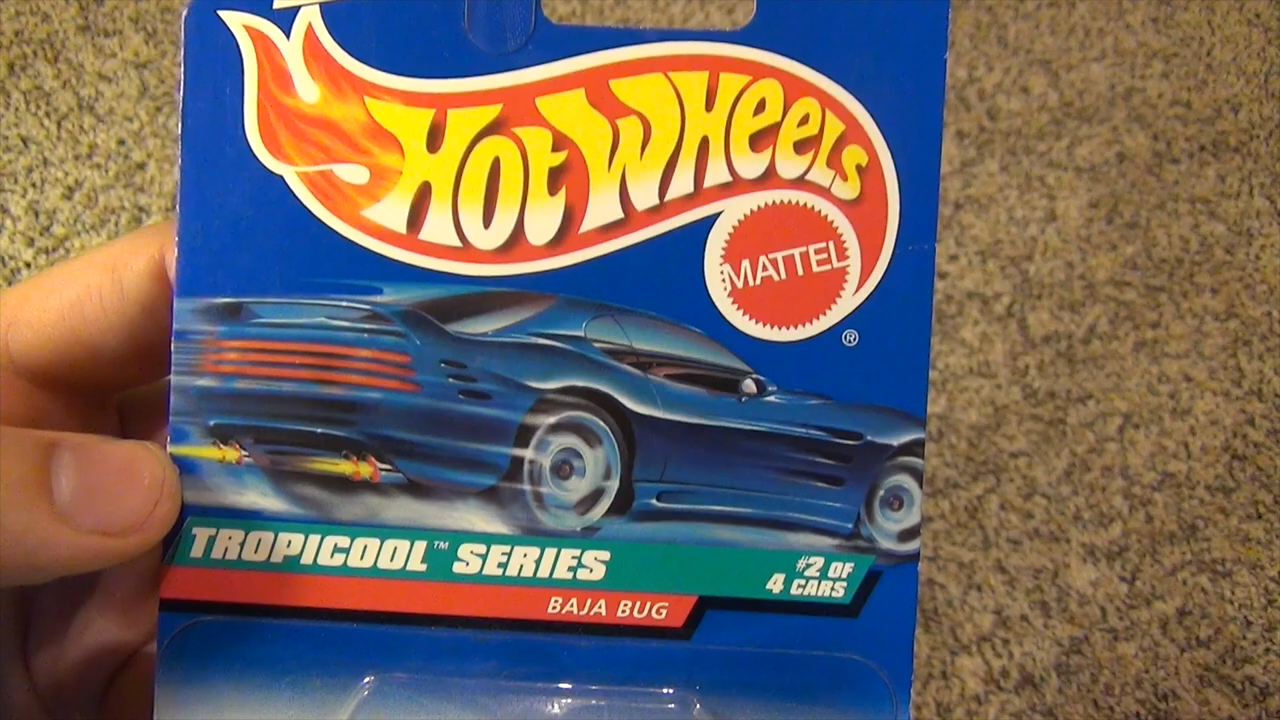 HOT WHEELS
MATTEL
®
TROPICOOL™ SERIES
#2 OF
4 CARS
BAJA BUG